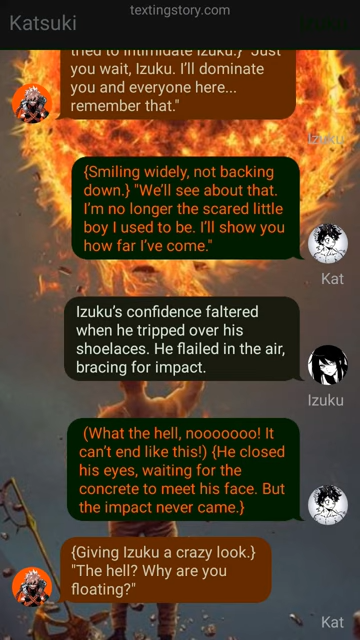 textingstory.com
Katsuki
tried to intimidate Izuku.} "Just
you wait, Izuku. I'll dominate
you and everyone here...
remember that."
Izuku
{Smiling widely, not backing
down.} "We'll see about that.
I'm no longer the scared little
boy I used to be. I'll show you
how far I've come."
Kat
Izuku's confidence faltered
when he tripped over his
shoelaces. He flailed in the air,
bracing for impact.
Izuku
(What the hell, nooooooo! It
can't end like this!) {He closed
his eyes, waiting for the
concrete to meet his face. But
the impact never came.}
{Giving Izuku a crazy look.}
"The hell? Why are you
floating?"
Kat